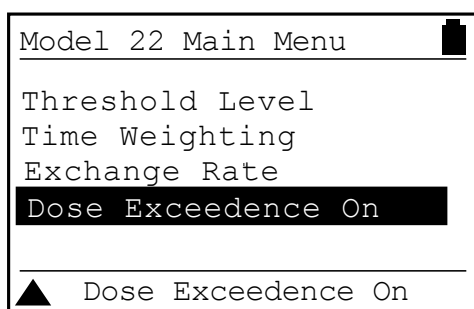 Model 22 Main Menu
Threshold Level
Time Weighting
Exchange Rate
Dose Exceedence On
Dose Exceedence On